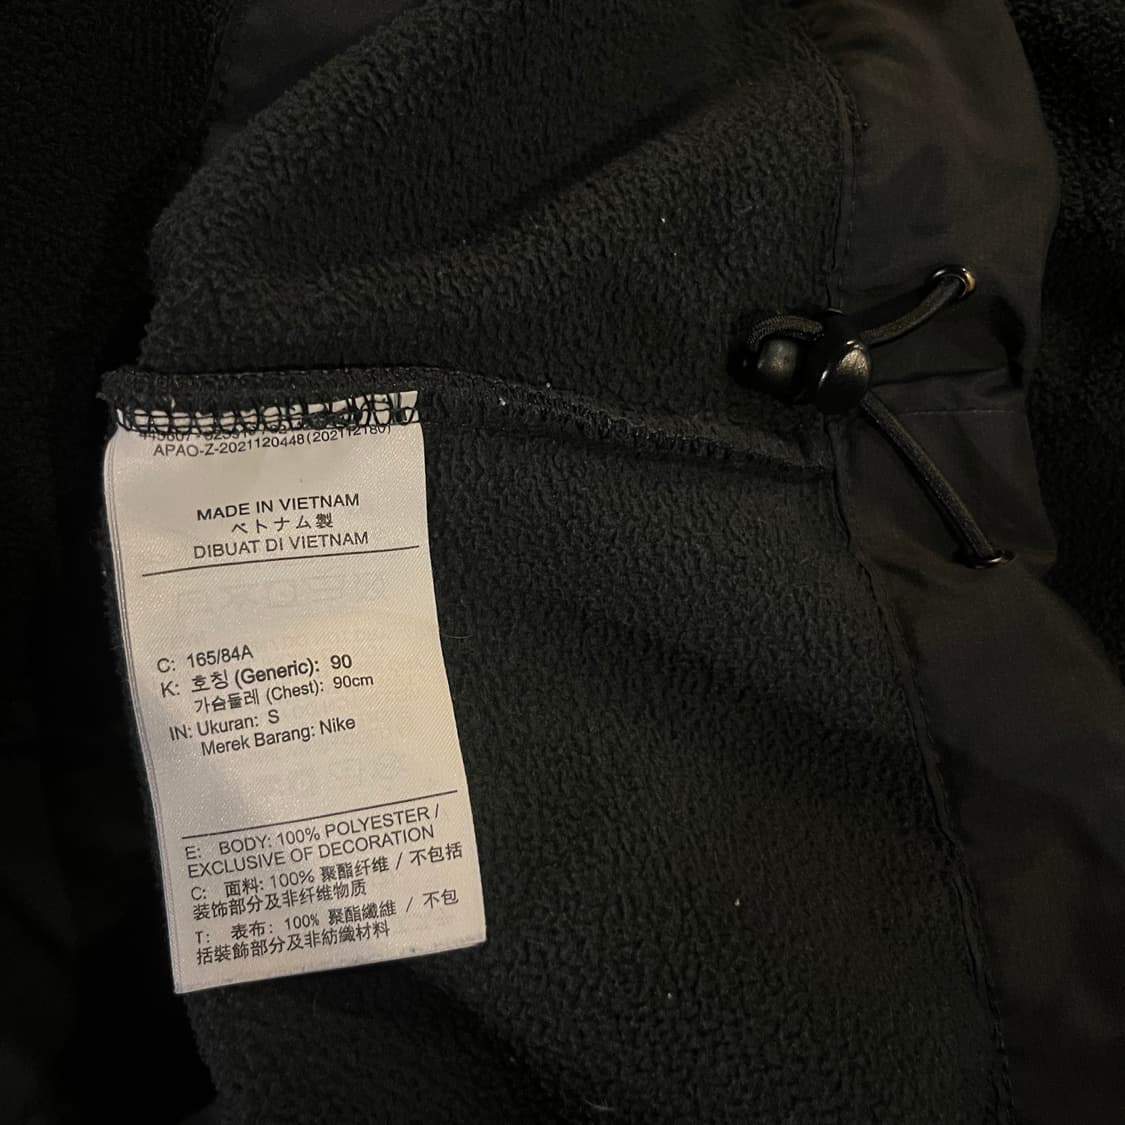 APAO-Z-2021120448(202112180)
MADE IN VIETNAM
ベトナム製
DIBUAT DI VIETNAM
C: 165/84A
K: 호칭 (Generic): 90
가슴둘레 (Chest): 90cm
IN: Ukuran: S
Merek Barang: Nike
E: BODY: 100% POLYESTER /
EXCLUSIVE OF DECORATION
C: 面料: 100% 聚酯纤维 / 不包括
装饰部分及非纤维物质
T: 表布: 100% 聚酯纖維 / 不包
括裝飾部分及非紡織材料